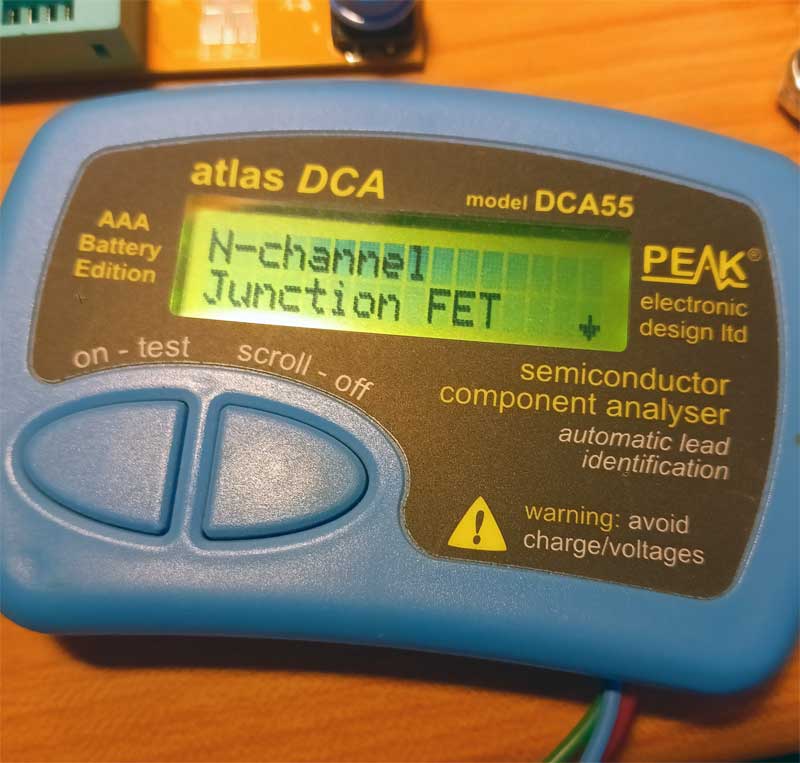 atlas DCA
model DCA55
AAA
Battery
Edition
N-channel
Junction FET
PEAK®
electronic
design ltd
on - test
scroll - off
semiconductor
component analyser
automatic lead
identification
warning: avoid
charge/voltages